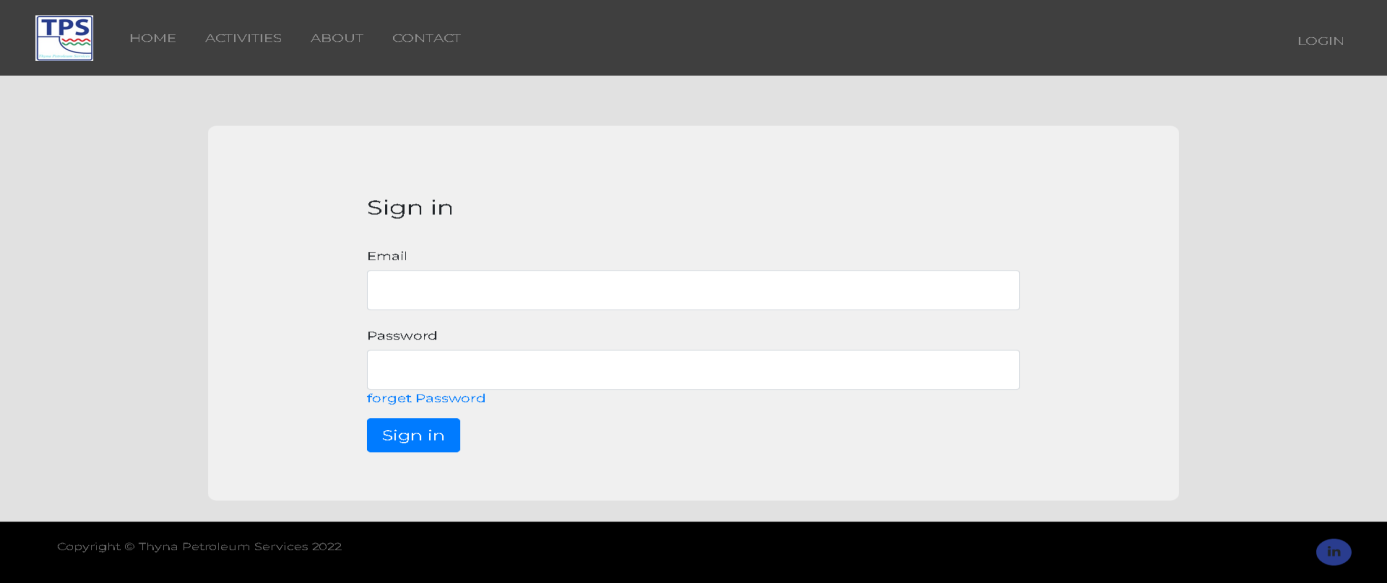 TPS
HOME ACTIVITIES ABOUT CONTACT
LOGIN
Sign in
Email
Password
forget Password
Sign in
Copyright © Thyna Petroleum Services 2022
in